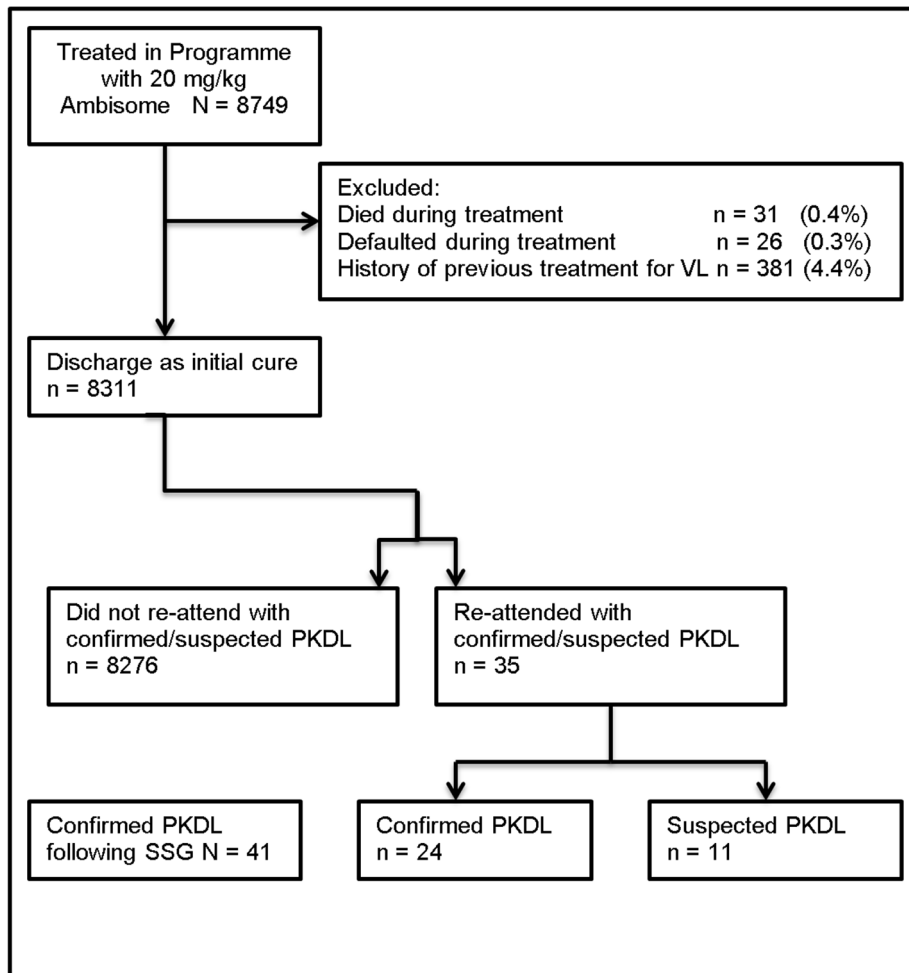 Treated in Programme
with 20 mg/kg
Ambisome N = 8749
Excluded:
Died during treatment n = 31 (0.4%)
Defaulted during treatment n = 26 (0.3%)
History of previous treatment for VL n = 381 (4.4%)
Discharge as initial cure
n = 8311
Did not re-attend with
confirmed/suspected PKDL
n = 8276
Re-attended with
confirmed/suspected PKDL
n = 35
Confirmed PKDL
following SSG N = 41
Confirmed PKDL
n = 24
Suspected PKDL
n = 11